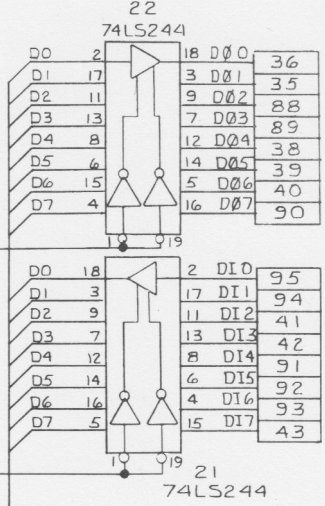 22
74LS244
D0 2 18 DØ0 36
D1 17 3 DØ1 35
D2 11 9 DØ2 88
D3 13 7 DØ3 89
D4 8 12 DØ4 38
D5 6 14 DØ5 39
D6 15 5 DØ6 40
D7 4 16 DØ7 90
1 19
D0 18 2 DI0 95
D1 3 17 DI1 94
D2 9 11 DI2 41
D3 7 13 DI3 42
D4 12 8 DI4 91
D5 14 6 DI5 92
D6 16 4 DI6 93
D7 5 15 DI7 43
1 19
21
74LS244